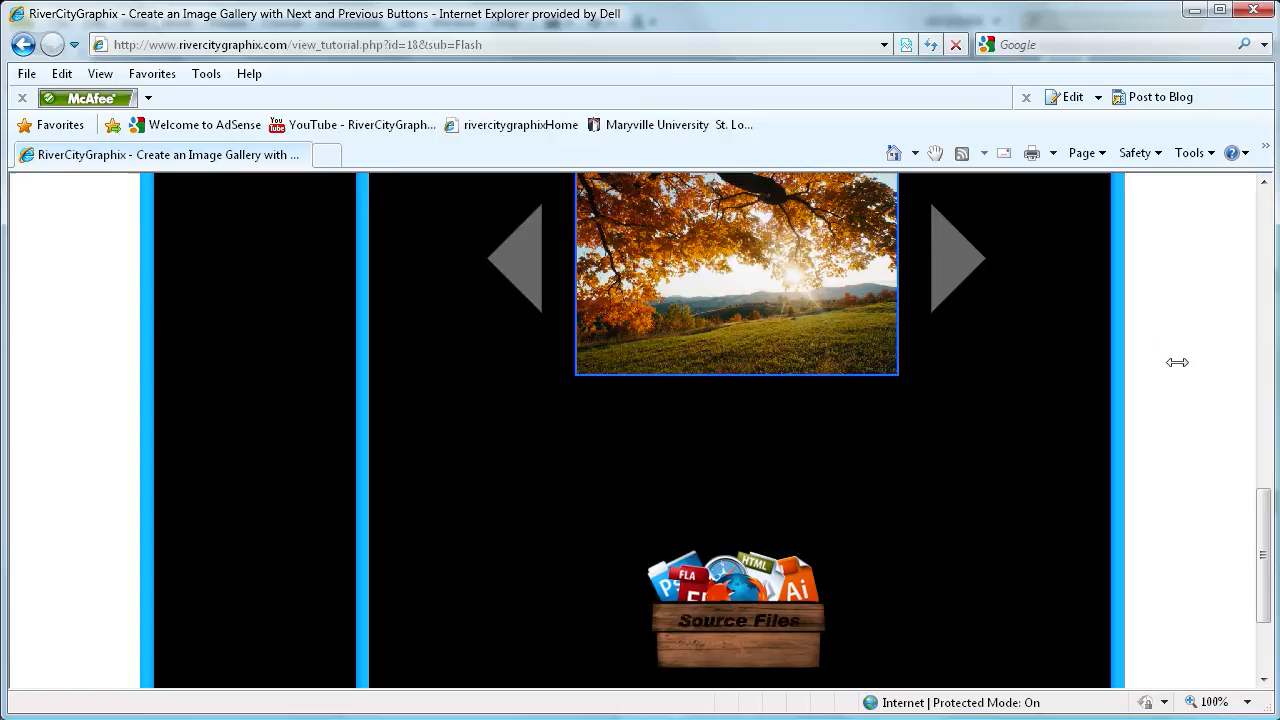 RiverCityGraphix - Create an Image Gallery with Next and Previous Buttons - Internet Explorer provided by Dell
http://www.rivercitygraphix.com/view_tutorial.php?id=18&sub=Flash
Google
File Edit View Favorites Tools Help
McAfee
Edit Post to Blog
Favorites Welcome to AdSense YouTube - RiverCityGraph... rivercitygraphixHome Maryville University St. Lo...
RiverCityGraphix - Create an Image Gallery with ...
Page Safety Tools
HTML
FLA
Ps
Ai
Fl
Source Files
Internet | Protected Mode: On
100%